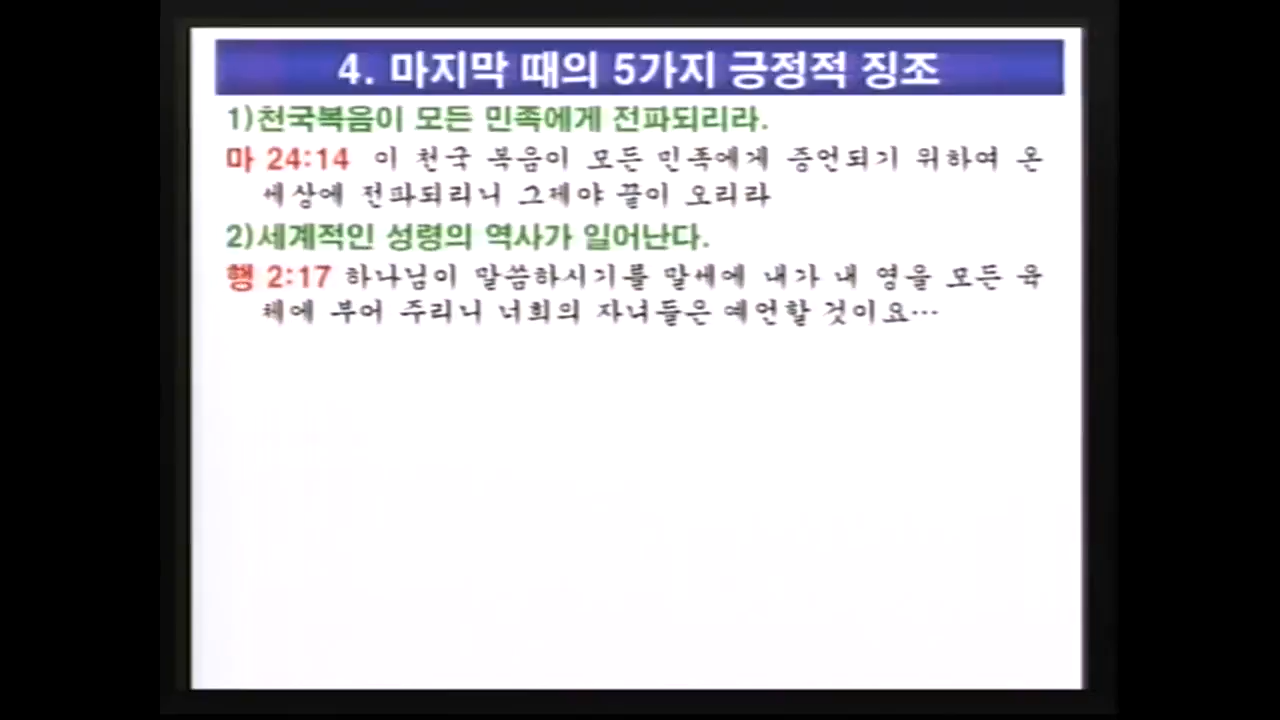 4. 마지막 때의 5가지 긍정적 징조
1)천국복음이 모든 민족에게 전파되리라.
마 24:14 이 천국 복음이 모든 민족에게 증언되기 위하여 온
세상에 전파되리니 그제야 끝이 오리라
2)세계적인 성령의 역사가 일어난다.
행 2:17 하나님이 말씀하시기를 말세에 내가 내 영을 모든 육
체에 부어 주리니 너희의 자녀들은 예언할 것이요…